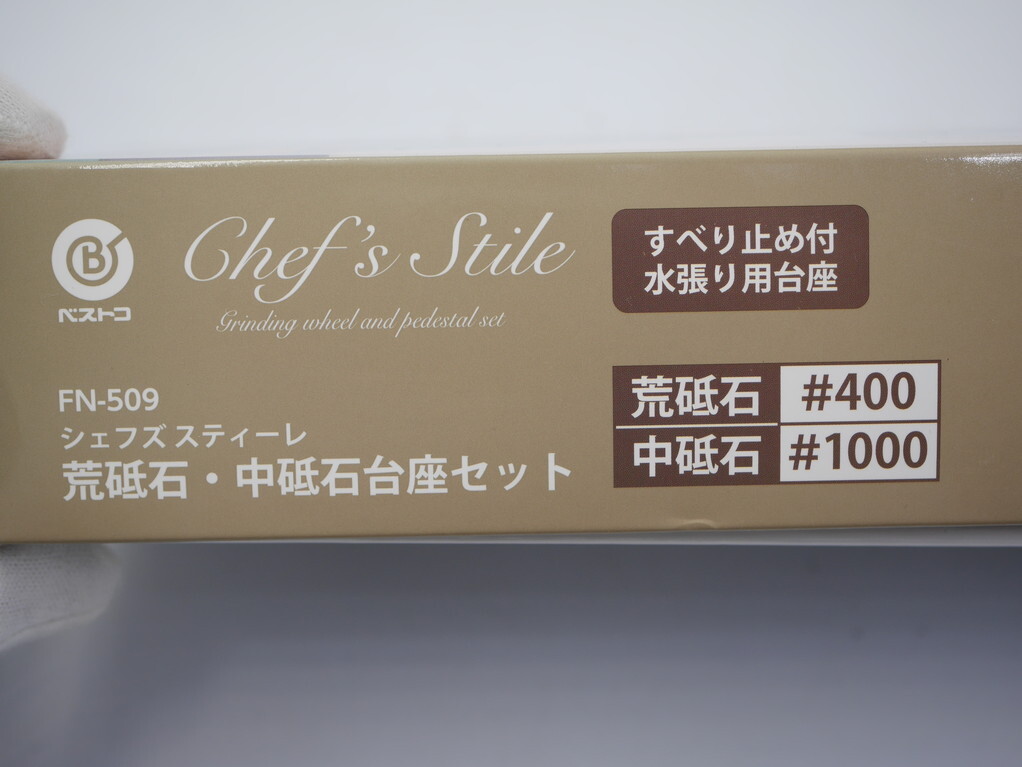 ベストコ
Chef's Stile
Grinding wheel and pedestal set
すべり止め付
水張り用台座
FN-509
シェフズ スティーレ
荒砥石・中砥石台座セット
荒砥石 #400
中砥石 #1000